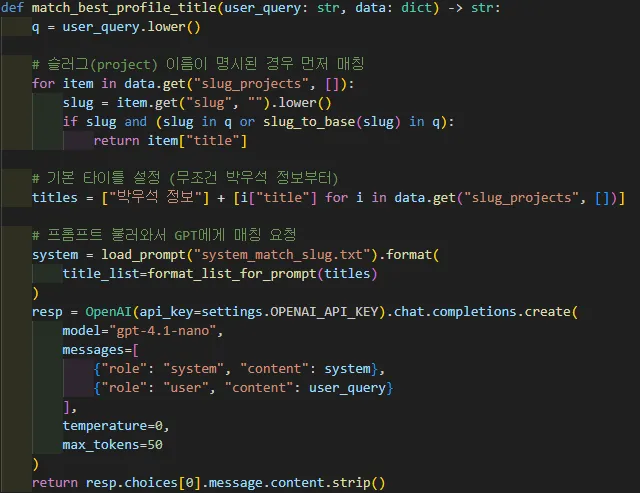 def match_best_profile_title(user_query: str, data: dict) -> str:
    q = user_query.lower()

    # 슬러그(project) 이름이 명시된 경우 먼저 매칭
    for item in data.get("slug_projects", []):
        slug = item.get("slug", "").lower()
        if slug and (slug in q or slug_to_base(slug) in q):
            return item["title"]

    # 기본 타이틀 설정 (무조건 박우석 정보부터)
    titles = ["박우석 정보"] + [i["title"] for i in data.get("slug_projects", [])]

    # 프롬프트 불러와서 GPT에게 매칭 요청
    system = load_prompt("system_match_slug.txt").format(
        title_list=format_list_for_prompt(titles)
    )
    resp = OpenAI(api_key=settings.OPENAI_API_KEY).chat.completions.create(
        model="gpt-4.1-nano",
        messages=[
            {"role": "system", "content": system},
            {"role": "user", "content": user_query}
        ],
        temperature=0,
        max_tokens=50
    )
    return resp.choices[0].message.content.strip()